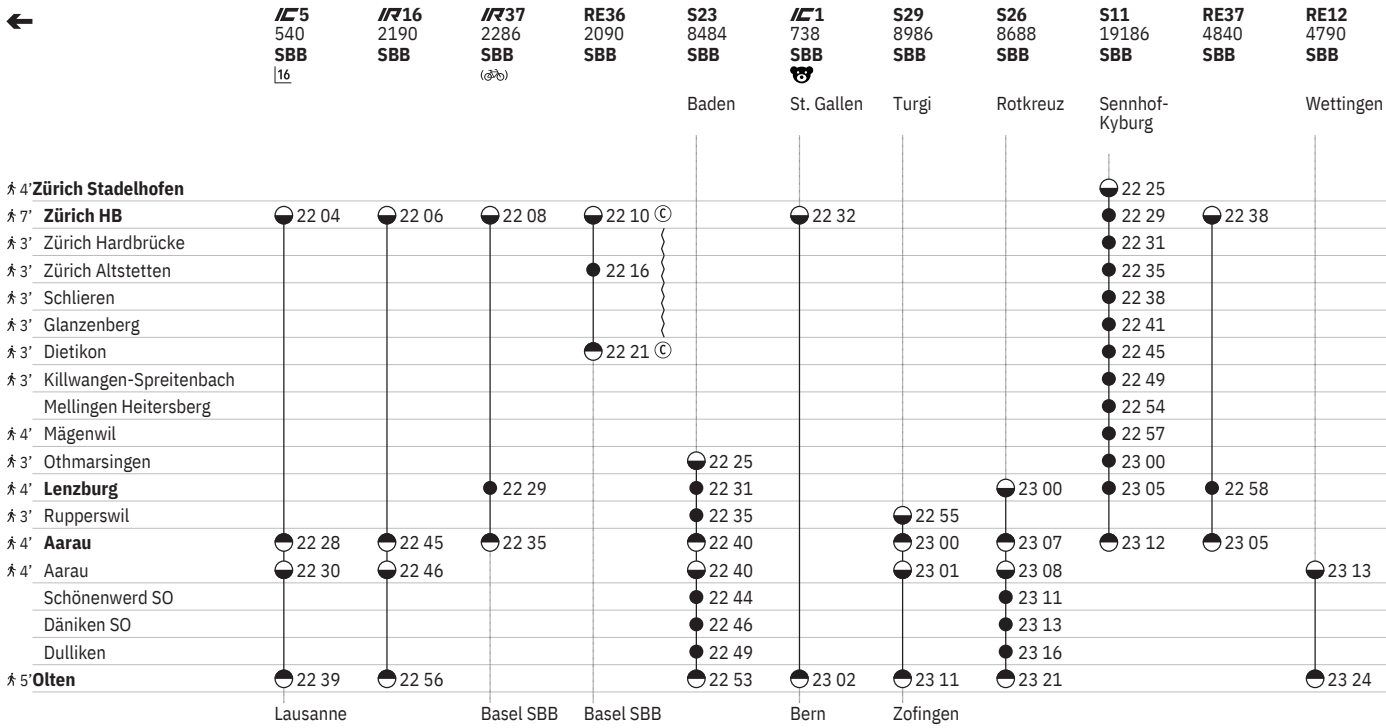 ← IC5 IR16 IR37 RE36 S23 IC1 S29 S26 S11 RE37 RE12
540 2190 2286 2090 8484 738 8986 8688 19186 4840 4790
SBB SBB SBB SBB SBB SBB SBB SBB SBB SBB SBB
16
Baden St. Gallen Turgi Rotkreuz Sennhof- Wettingen
Kyburg
4' Zürich Stadelhofen 22 25
7' Zürich HB 22 04 22 06 22 08 22 10 C 22 32 22 29 22 38
3' Zürich Hardbrücke 22 31
3' Zürich Altstetten 22 16 22 35
3' Schlieren 22 38
3' Glanzenberg 22 41
3' Dietikon 22 21 C 22 45
3' Killwangen-Spreitenbach 22 49
Mellingen Heitersberg 22 54
4' Mägenwil 22 57
3' Othmarsingen 22 25 23 00
4' Lenzburg 22 29 22 31 23 00 23 05 22 58
3' Rupperswil 22 35 22 55
4' Aarau 22 28 22 45 22 35 22 40 23 00 23 07 23 12 23 05
4' Aarau 22 30 22 46 22 40 23 01 23 08 23 13
Schönenwerd SO 22 44 23 11
Däniken SO 22 46 23 13
Dulliken 22 49 23 16
5' Olten 22 39 22 56 22 53 23 02 23 11 23 21 23 24
Lausanne Basel SBB Basel SBB Bern Zofingen